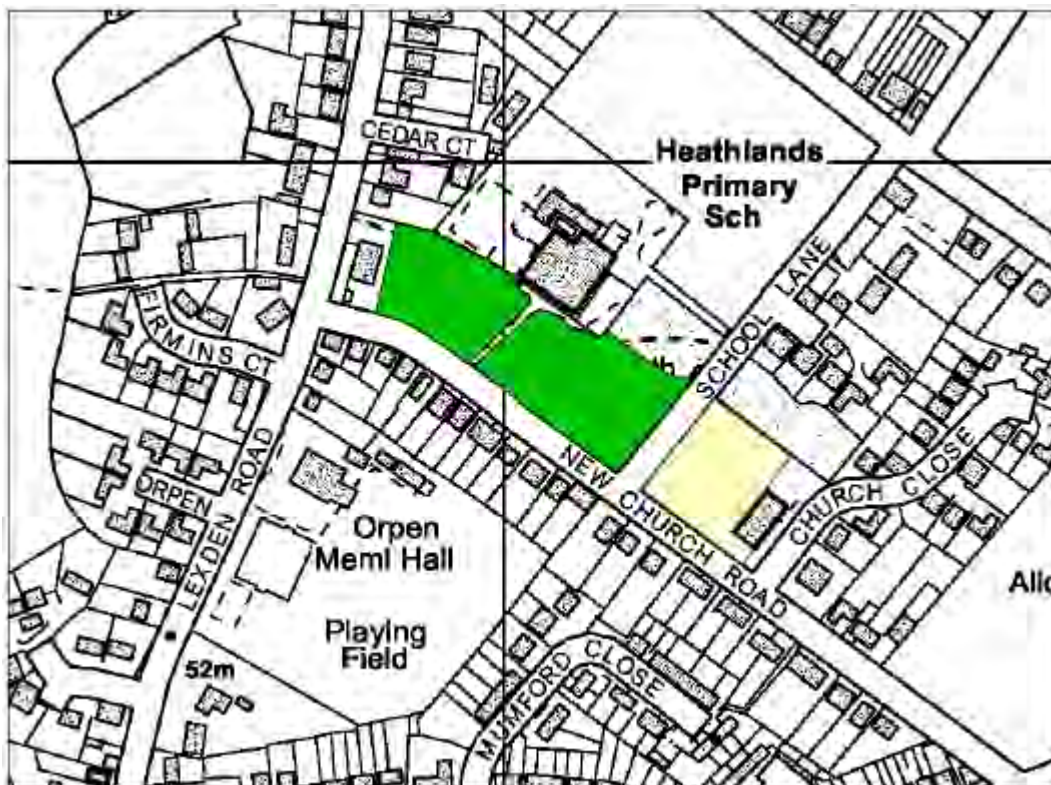 CEDAR CT
Heathlands
Primary
Sch
SCHOOL LANE
FIRMINS CT
LEXDEN ROAD
ORPEN
NEW CHURCH ROAD
CHURCH CLOSE
Orpen
Meml Hall
Allo
Playing
Field
MUMFORD CLOSE
52m